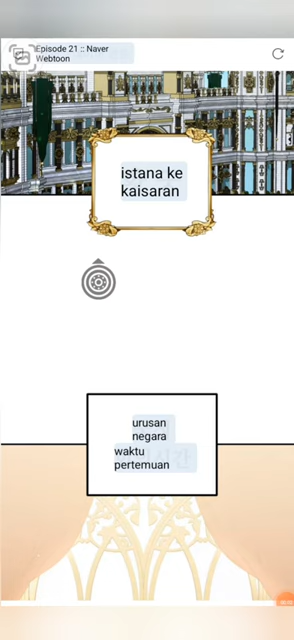 Episode 21 :: Naver
Webtoon
istana ke
kaisaran
urusan
negara
waktu
pertemuan